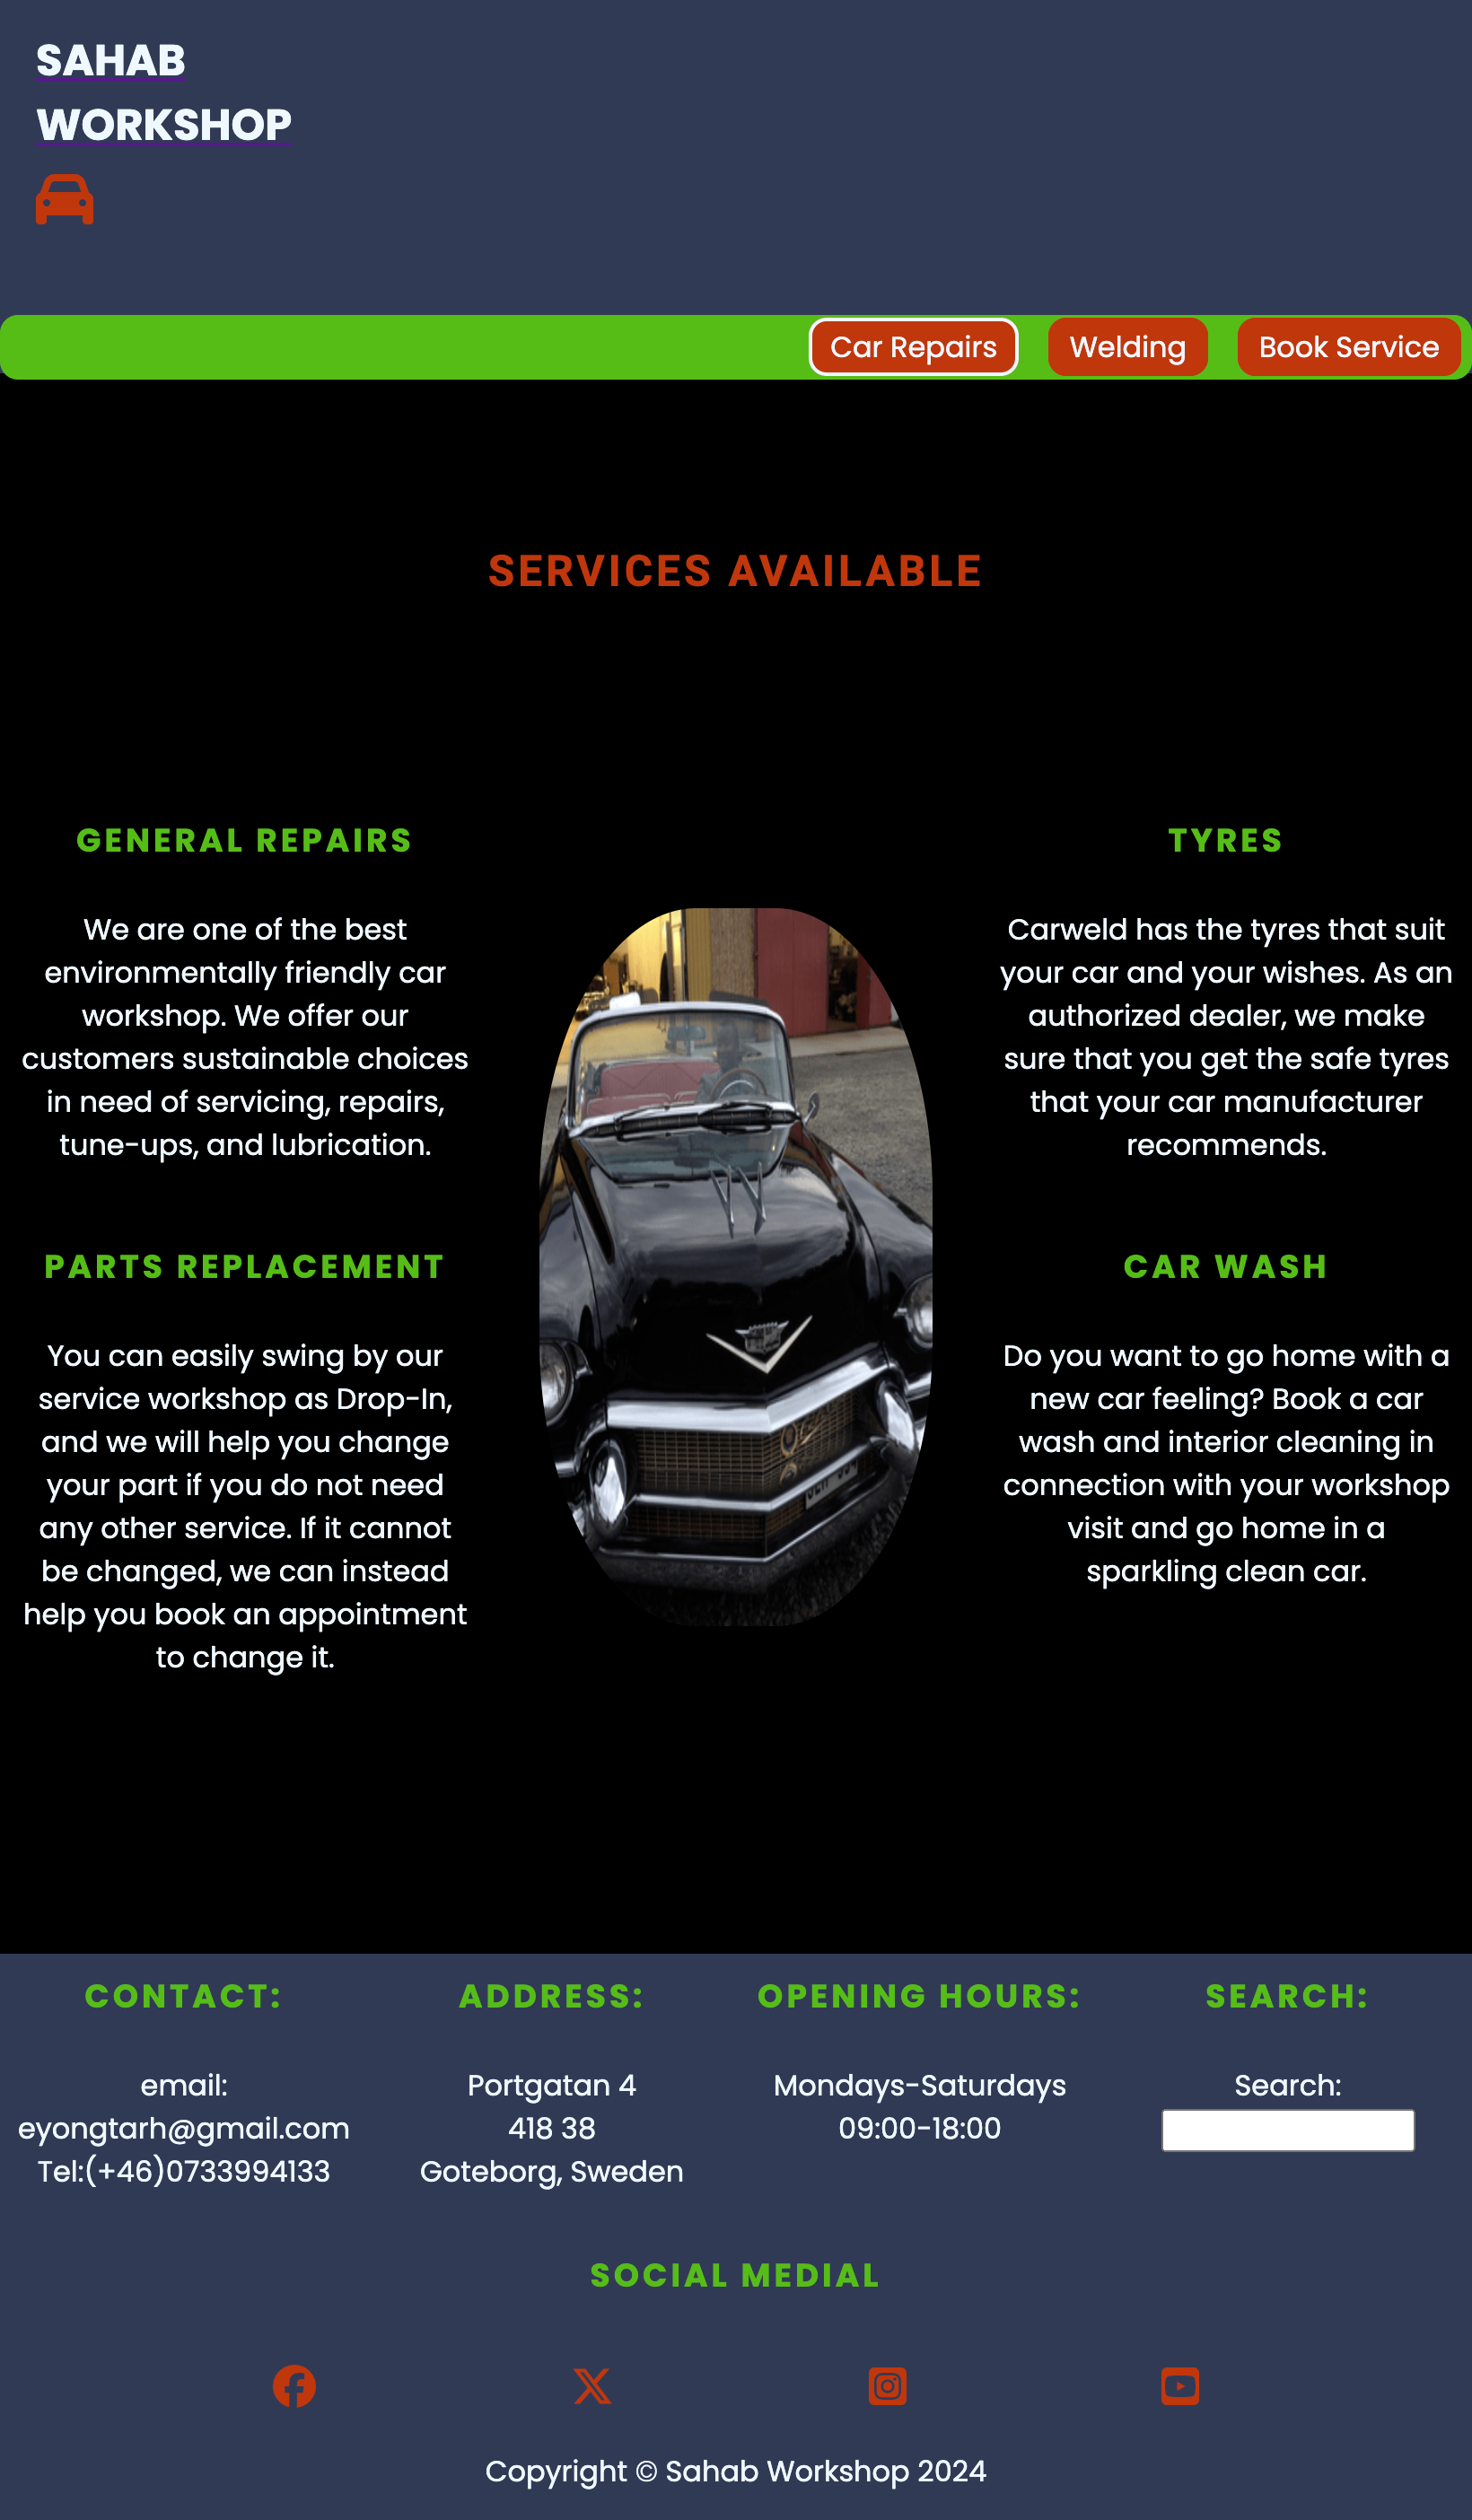 SAHAB
WORKSHOP
Car Repairs
Welding
Book Service
SERVICES AVAILABLE
GENERAL REPAIRS
We are one of the best
environmentally friendly car
workshop. We offer our
customers sustainable choices
in need of servicing, repairs,
tune-ups, and lubrication.
PARTS REPLACEMENT
You can easily swing by our
service workshop as Drop-In,
and we will help you change
your part if you do not need
any other service. If it cannot
be changed, we can instead
help you book an appointment
to change it.
TYRES
Carweld has the tyres that suit
your car and your wishes. As an
authorized dealer, we make
sure that you get the safe tyres
that your car manufacturer
recommends.
CAR WASH
Do you want to go home with a
new car feeling? Book a car
wash and interior cleaning in
connection with your workshop
visit and go home in a
sparkling clean car.
CONTACT:
email:
eyongtarh@gmail.com
Tel:(+46)0733994133
ADDRESS:
Portgatan 4
418 38
Goteborg, Sweden
OPENING HOURS:
Mondays-Saturdays
09:00-18:00
SEARCH:
Search:
SOCIAL MEDIAL
Copyright © Sahab Workshop 2024